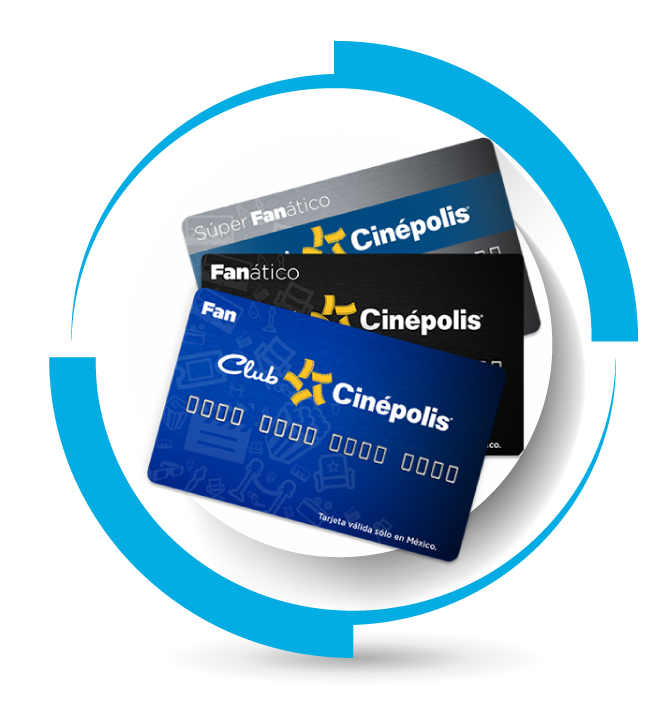 Súper Fanático
Cinépolis
Fanático
Cinépolis
Fan
Club Cinépolis
Tarjeta válida sólo en México.